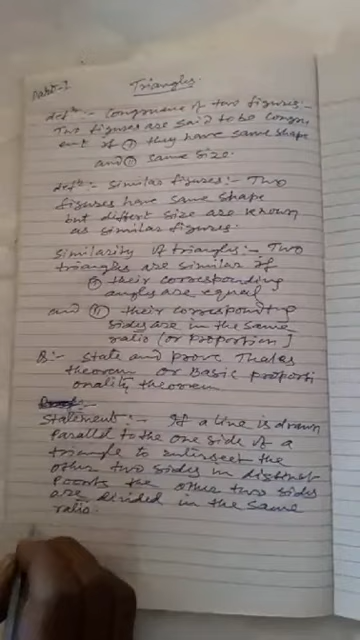 Part-1
Triangles
defn :- Congruence of two figures :-
Two figures are said to be congru
ent if (i) they have same shape
and (ii) same size.
defn :- Similar figures :- Two
figures have same shape
but differt size are known
as similar figures.
Similarity of triangles :- Two
triangles are similar if
(i) their corresponding
angles are equal
and (ii) their corresponding
sides are in the same
ratio (or proportion)
Q:- State and prove Thales
theorem or Basic proporti
onality theorem
Statement :- If a line is drawn
parallel to the one side of a
triangle to intersect the
other two sides in distinct
points the other two sides
are divided in the same
ratio.